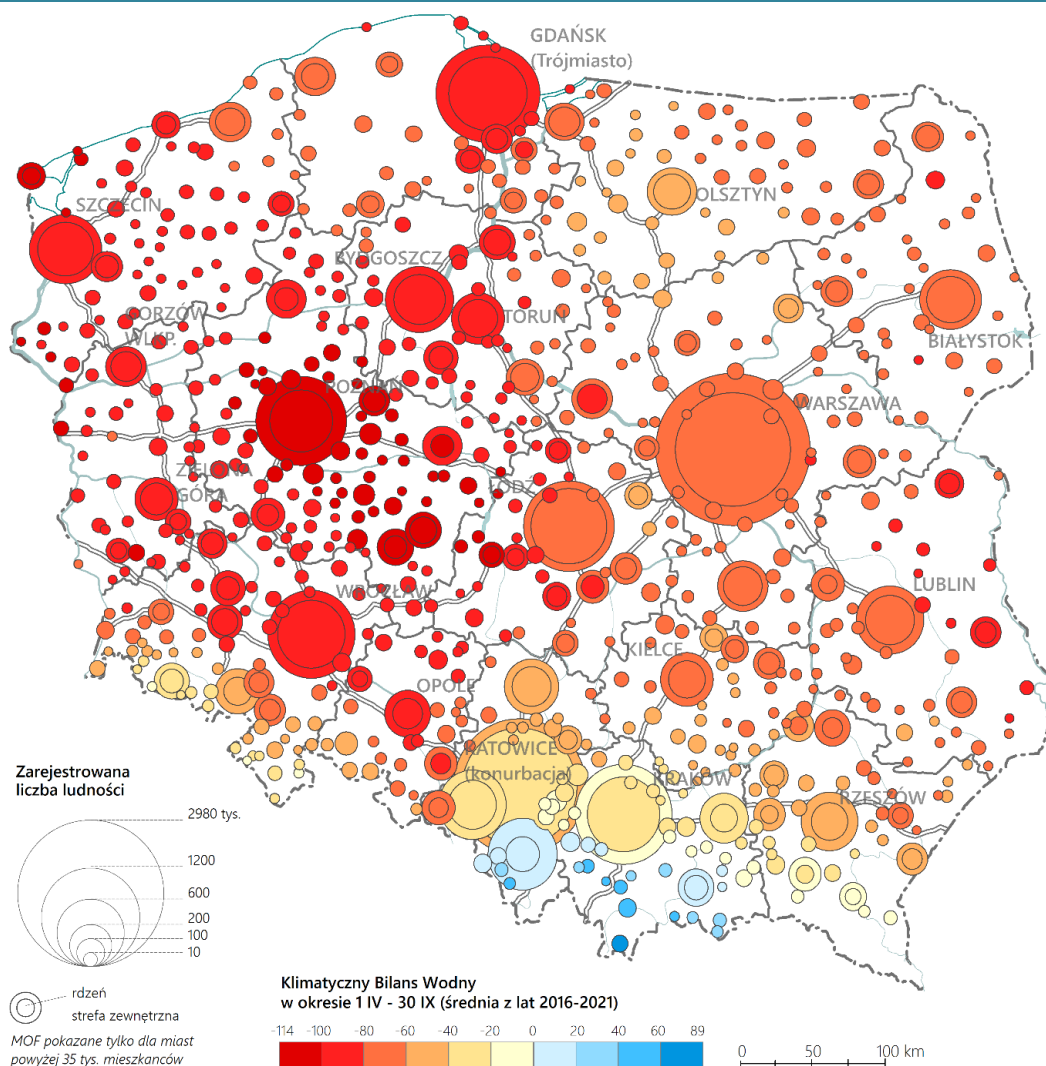 GDAŃSK
(Trójmiasto)
SZCZECIN
OLSZTYN
BYDGOSZCZ
GORZÓW
WLKP.
TORUŃ
BIAŁYSTOK
POZNAŃ
WARSZAWA
ZIELONA
GÓRA
ŁÓDŹ
WROCŁAW
LUBLIN
KIELCE
OPOLE
KATOWICE
(konurbacja)
KRAKÓW
RZESZÓW
Zarejestrowana
liczba ludności
2980 tys.
1200
600
200
100
10
rdzeń
strefa zewnętrzna
MOF pokazane tylko dla miast
powyżej 35 tys. mieszkańców
Klimatyczny Bilans Wodny
w okresie 1 IV - 30 IX (średnia z lat 2016-2021)
-114 -100 -80 -60 -40 -20 0 20 40 60 89
0 50 100 km